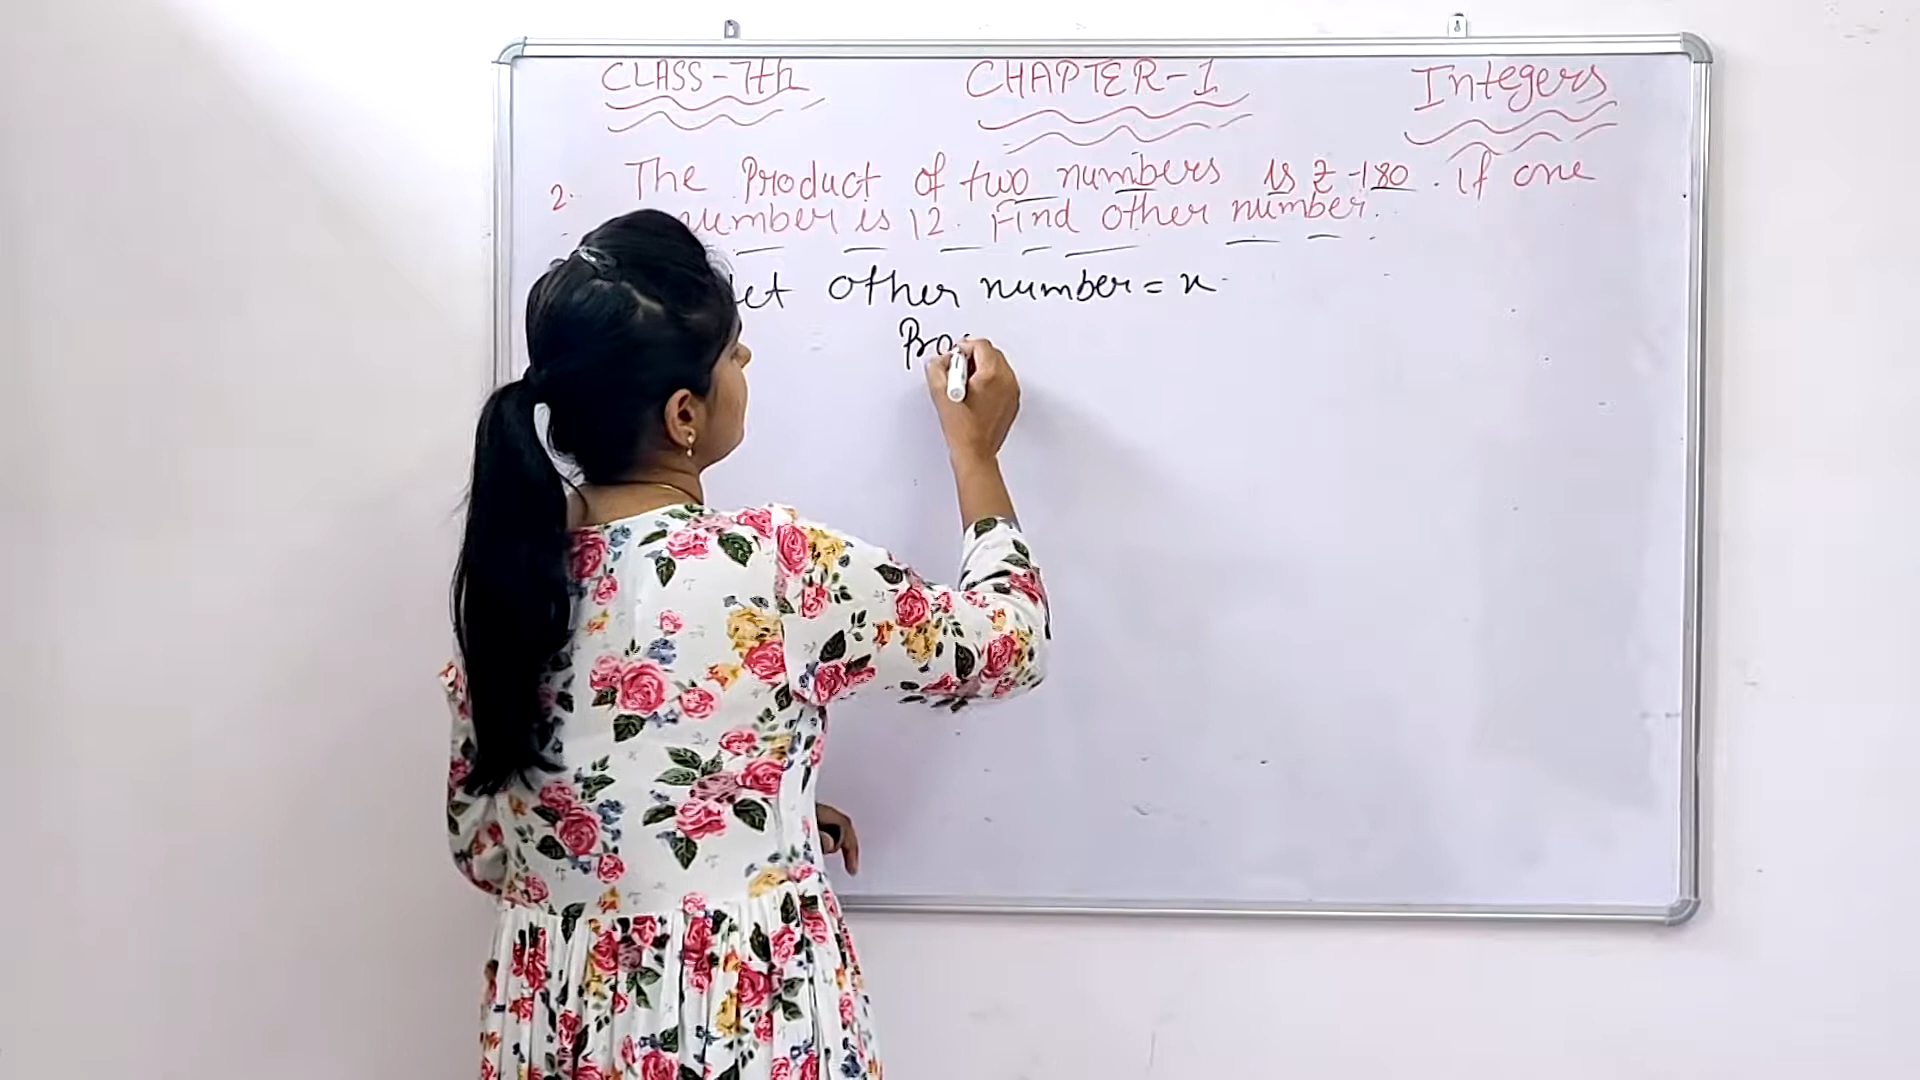 CLASS-7th CHAPTER-1 Integers
2. The Product of two numbers is -180. If one
number is 12. Find other number.
Let other number = x
Pro